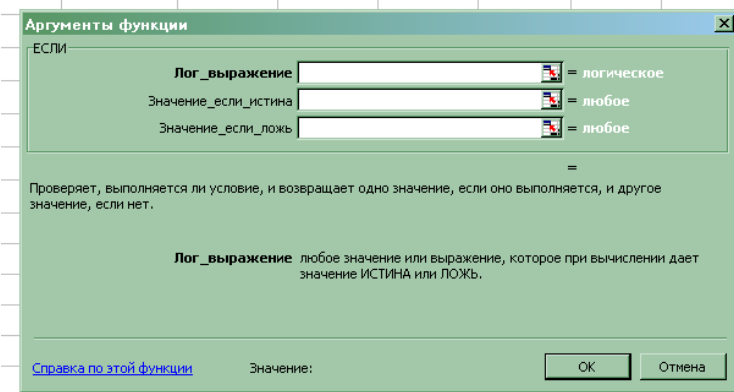 Аргументы функции
ЕСЛИ
Лог_выражение = логическое
Значение_если_истина = любое
Значение_если_ложь = любое
=
Проверяет, выполняется ли условие, и возвращает одно значение, если оно выполняется, и другое
значение, если нет.
Лог_выражение любое значение или выражение, которое при вычислении дает
значение ИСТИНА или ЛОЖЬ.
Справка по этой функции Значение: ОК Отмена